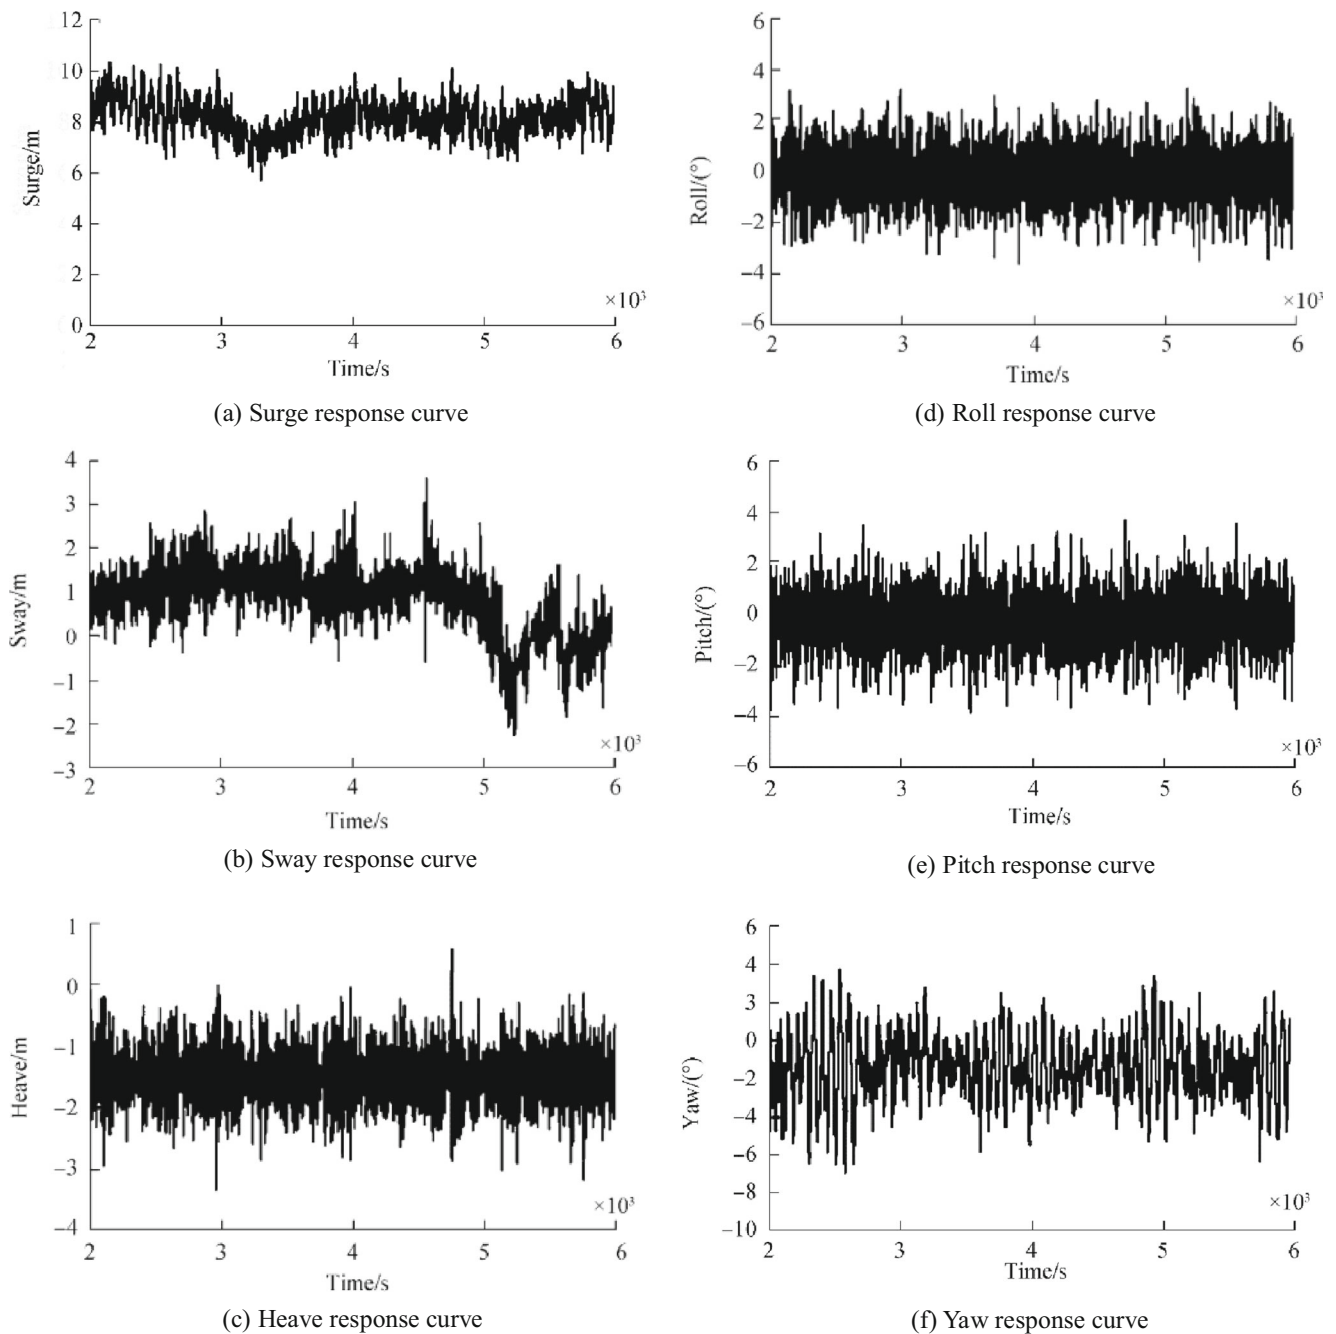 12
10
8
6
4
2
0
Surge/m
×10³
2 3 4 5 6
Time/s
(a) Surge response curve
6
4
2
0
−2
−4
−6
Roll/(°)
×10³
2 3 4 5 6
Time/s
(d) Roll response curve
4
3
2
1
0
−1
−2
−3
Sway/m
×10³
2 3 4 5 6
Time/s
(b) Sway response curve
6
4
2
0
−2
−4
−6
Pitch/(°)
×10³
2 3 4 5 6
Time/s
(e) Pitch response curve
1
0
−1
−2
−3
−4
Heave/m
×10³
2 3 4 5 6
Time/s
(c) Heave response curve
6
4
3
0
−2
−4
−6
−8
−10
Yaw/(°)
×10³
2 3 4 5 6
Time/s
(f) Yaw response curve